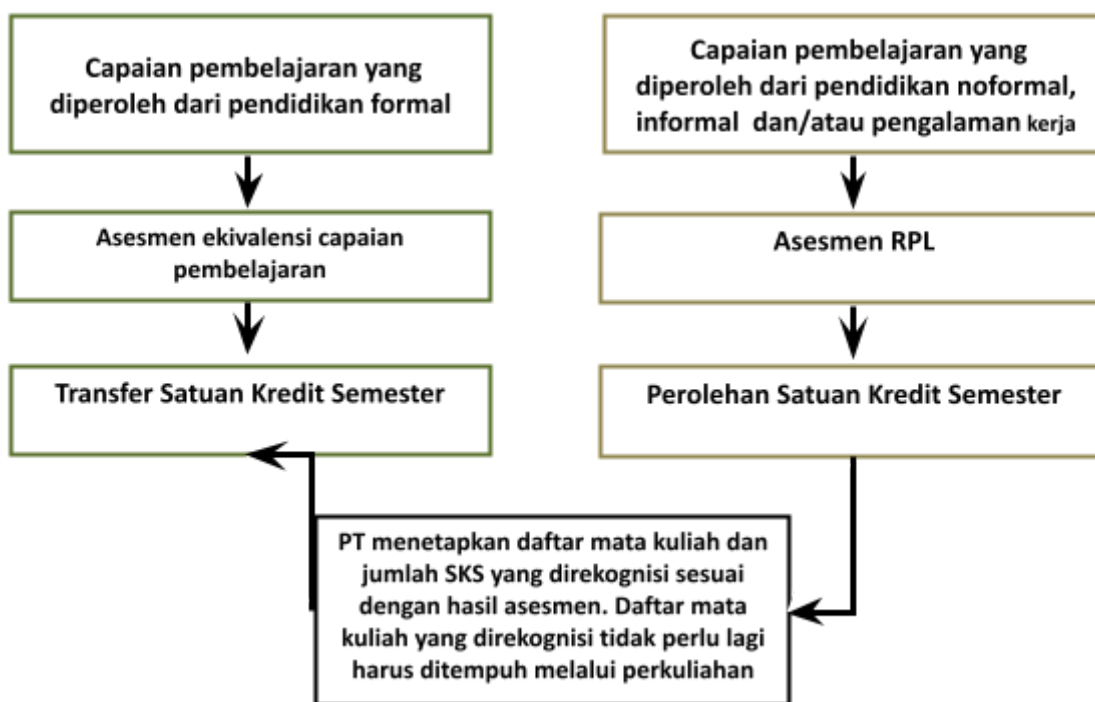 Capaian pembelajaran yang
diperoleh dari pendidikan formal
Capaian pembelajaran yang
diperoleh dari pendidikan noformal,
informal dan/atau pengalaman kerja
Asesmen ekivalensi capaian
pembelajaran
Asesmen RPL
Transfer Satuan Kredit Semester
Perolehan Satuan Kredit Semester
PT menetapkan daftar mata kuliah dan
jumlah SKS yang direkognisi sesuai
dengan hasil asesmen. Daftar mata
kuliah yang direkognisi tidak perlu lagi
harus ditempuh melalui perkuliahan